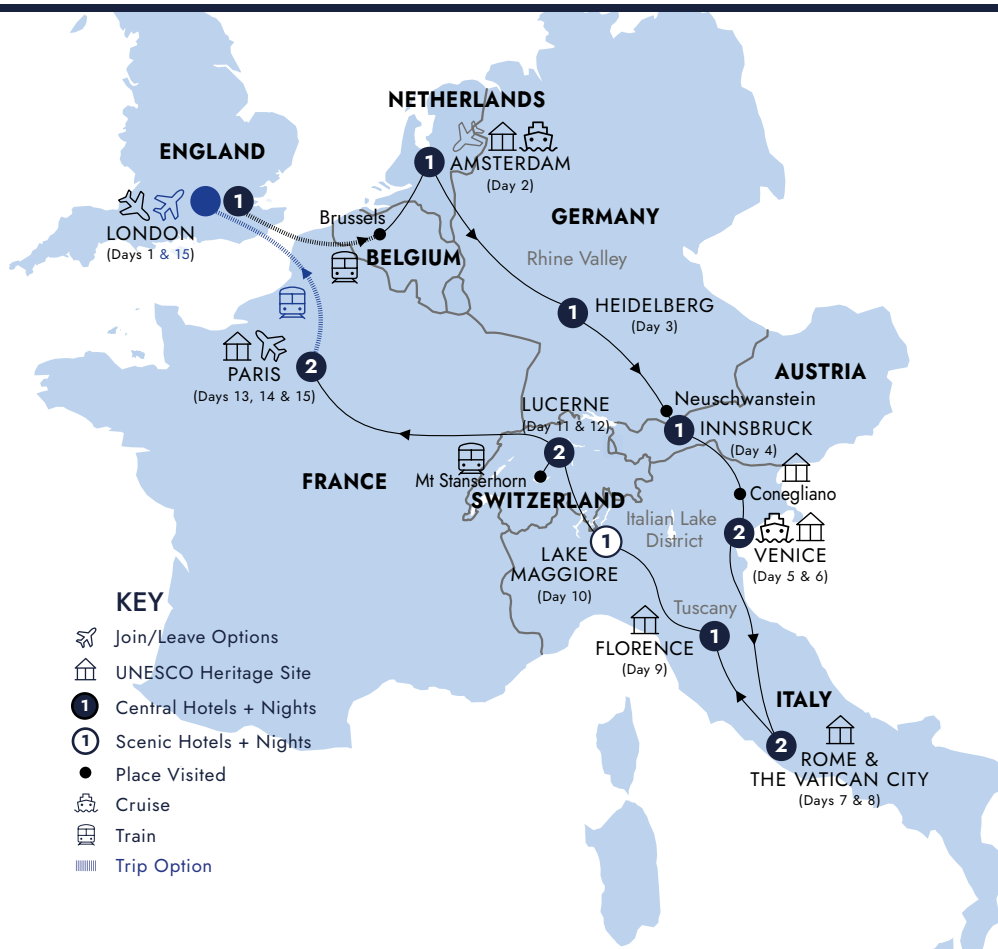 NETHERLANDS
1
AMSTERDAM
(Day 2)
ENGLAND
1
LONDON
(Days 1 & 15)
Brussels
BELGIUM
GERMANY
Rhine Valley
1
HEIDELBERG
(Day 3)
2
PARIS
(Days 13, 14 & 15)
AUSTRIA
Neuschwanstein
1
INNSBRUCK
(Day 4)
LUCERNE
(Day 11 & 12)
2
FRANCE
Mt Stanserhorn
SWITZERLAND
Conegliano
Italian Lake
District
2
VENICE
(Day 5 & 6)
1
LAKE
MAGGIORE
(Day 10)
Tuscany
1
FLORENCE
(Day 9)
ITALY
2
ROME &
THE VATICAN CITY
(Days 7 & 8)
KEY
Join/Leave Options
UNESCO Heritage Site
1 Central Hotels + Nights
1 Scenic Hotels + Nights
Place Visited
Cruise
Train
Trip Option